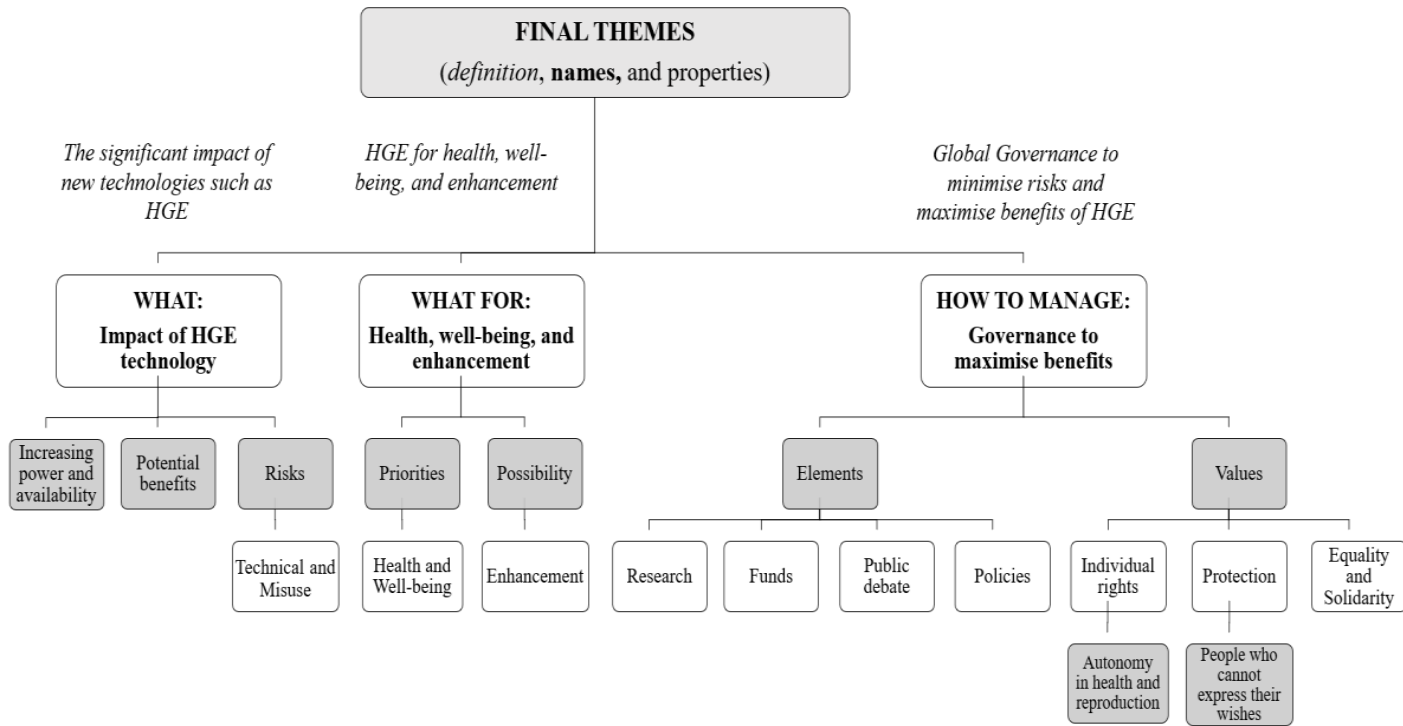 FINAL THEMES
(definition, names, and properties)
The significant impact of
new technologies such as
HGE
HGE for health, well-
being, and enhancement
Global Governance to
minimise risks and
maximise benefits of HGE
WHAT:
Impact of HGE
technology
WHAT FOR:
Health, well-being, and
enhancement
HOW TO MANAGE:
Governance to
maximise benefits
Increasing
power and
availability
Potential
benefits
Risks
Priorities
Possibility
Elements
Values
Technical and
Misuse
Health and
Well-being
Enhancement
Research
Funds
Public
debate
Policies
Individual
rights
Protection
Equality
and
Solidarity
Autonomy
in health and
reproduction
People who
cannot
express their
wishes